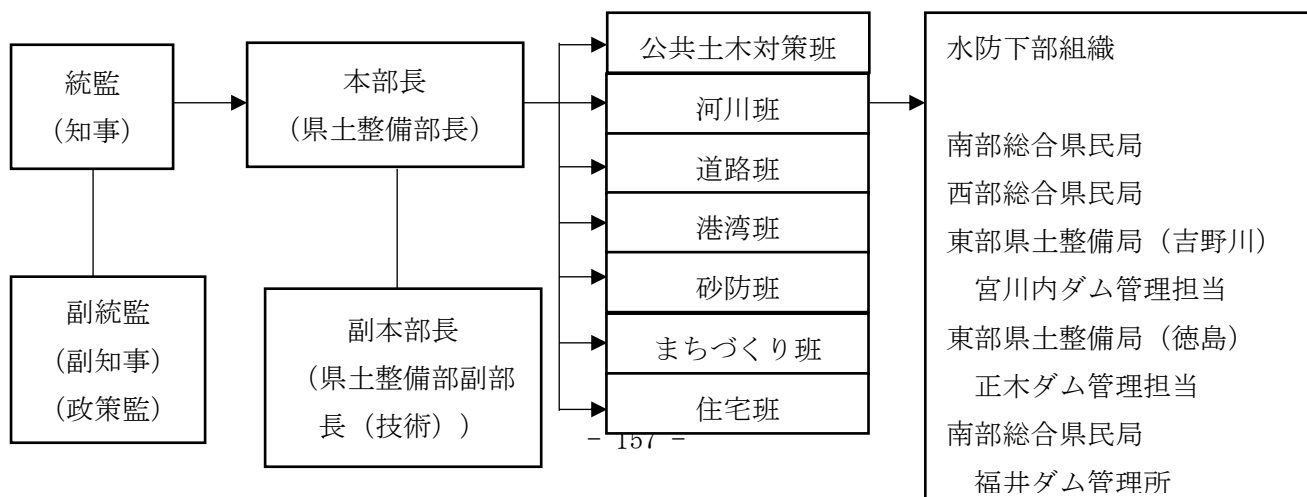 統監
(知事)
副統監
(副知事)
(政策監)
本部長
（県土整備部長）
副本部長
（県土整備部副部
長（技術））
公共土木対策班
河川班
道路班
港湾班
砂防班
まちづくり班
住宅班
- 157 -
水防下部組織
南部総合県民局
西部総合県民局
東部県土整備局（吉野川）
宮川内ダム管理担当
東部県土整備局（徳島）
正木ダム管理担当
南部総合県民局
福井ダム管理所